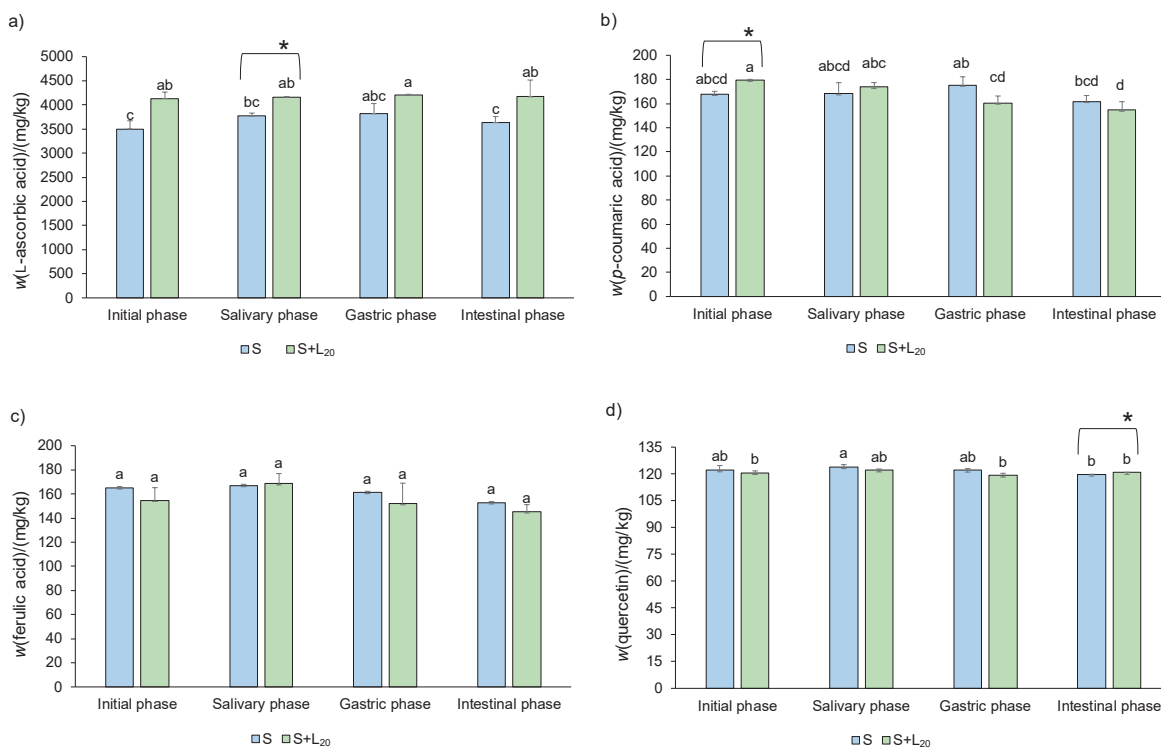 a)
*
w(L-ascorbic acid)/(mg/kg)
5000
4500
4000
3500
3000
2500
2000
1500
1000
500
0
c
ab
bc
ab
abc
a
c
ab
Initial phase
Salivary phase
Gastric phase
Intestinal phase
S
S+L₂₀
b)
*
w(p-coumaric acid)/(mg/kg)
200
180
160
140
120
100
80
60
40
20
0
abcd
a
abcd
abc
ab
cd
bcd
d
Initial phase
Salivary phase
Gastric phase
Intestinal phase
S
S+L₂₀
c)
w(ferulic acid)/(mg/kg)
200
180
160
140
120
100
80
60
40
20
0
a
a
a
a
a
a
a
a
Initial phase
Salivary phase
Gastric phase
Intestinal phase
S
S+L₂₀
d)
*
w(quercetin)/(mg/kg)
135
120
105
90
75
60
45
30
15
0
ab
b
a
ab
ab
b
b
b
Initial phase
Salivary phase
Gastric phase
Intestinal phase
S
S+L₂₀